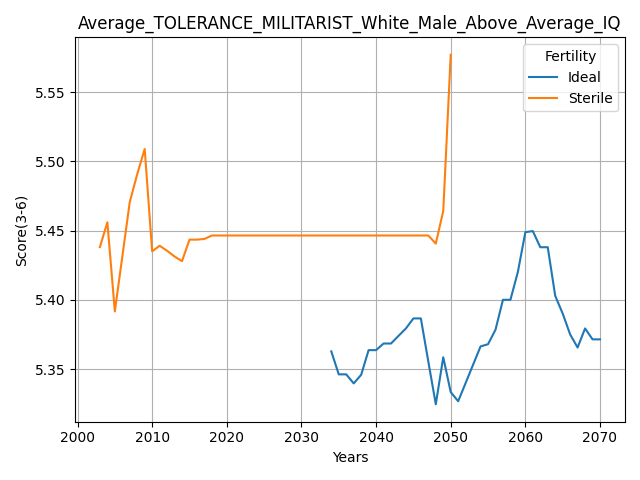 Average_TOLERANCE_MILITARIST_White_Male_Above_Average_IQ
Fertility
Ideal
Sterile
Score(3-6)
5.55
5.50
5.45
5.40
5.35
2000 2010 2020 2030 2040 2050 2060 2070
Years